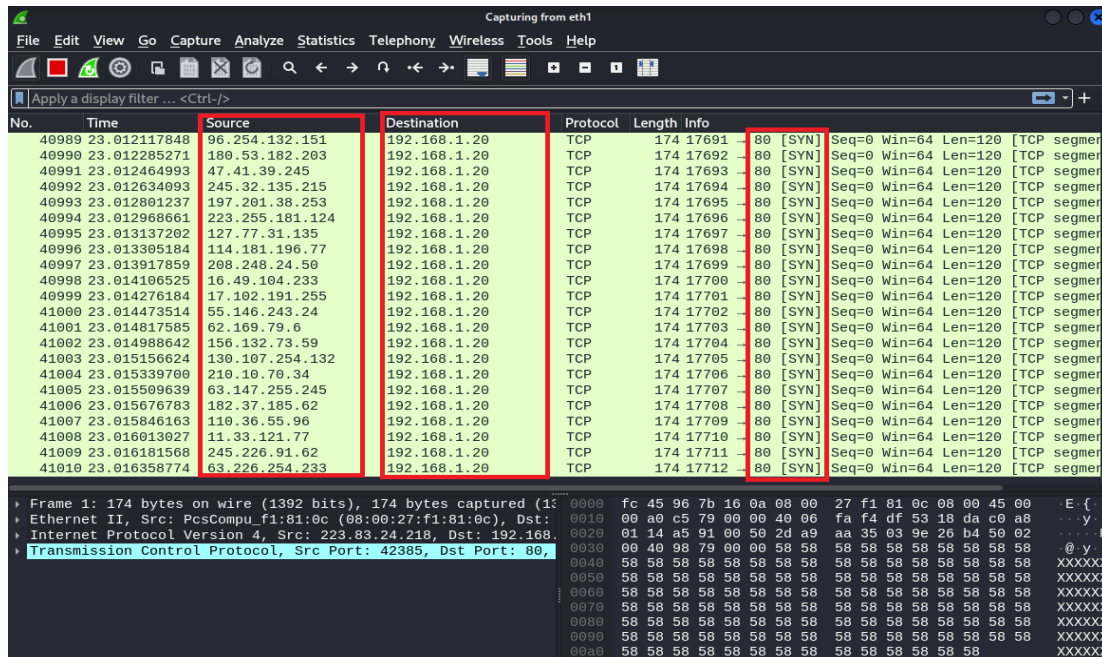 Capturing from eth1
File Edit View Go Capture Analyze Statistics Telephony Wireless Tools Help
Apply a display filter ... <Ctrl-/>
No. Time Source Destination Protocol Length Info
40989 23.012117848 96.254.132.151 192.168.1.20 TCP 174 17691 → 80 [SYN] Seq=0 Win=64 Len=120 [TCP segmen
40990 23.012285271 180.53.182.203 192.168.1.20 TCP 174 17692 → 80 [SYN] Seq=0 Win=64 Len=120 [TCP segmen
40991 23.012464993 47.41.39.245 192.168.1.20 TCP 174 17693 → 80 [SYN] Seq=0 Win=64 Len=120 [TCP segmen
40992 23.012634093 245.32.135.215 192.168.1.20 TCP 174 17694 → 80 [SYN] Seq=0 Win=64 Len=120 [TCP segmen
40993 23.012801237 197.201.38.253 192.168.1.20 TCP 174 17695 → 80 [SYN] Seq=0 Win=64 Len=120 [TCP segmen
40994 23.012968661 223.255.181.124 192.168.1.20 TCP 174 17696 → 80 [SYN] Seq=0 Win=64 Len=120 [TCP segmen
40995 23.013137202 127.77.31.135 192.168.1.20 TCP 174 17697 → 80 [SYN] Seq=0 Win=64 Len=120 [TCP segmen
40996 23.013305184 114.181.196.77 192.168.1.20 TCP 174 17698 → 80 [SYN] Seq=0 Win=64 Len=120 [TCP segmen
40997 23.013917859 208.248.24.50 192.168.1.20 TCP 174 17699 → 80 [SYN] Seq=0 Win=64 Len=120 [TCP segmen
40998 23.014106525 16.49.104.233 192.168.1.20 TCP 174 17700 → 80 [SYN] Seq=0 Win=64 Len=120 [TCP segmen
40999 23.014276184 17.102.191.255 192.168.1.20 TCP 174 17701 → 80 [SYN] Seq=0 Win=64 Len=120 [TCP segmen
41000 23.014473514 55.146.243.24 192.168.1.20 TCP 174 17702 → 80 [SYN] Seq=0 Win=64 Len=120 [TCP segmen
41001 23.014817585 62.169.79.6 192.168.1.20 TCP 174 17703 → 80 [SYN] Seq=0 Win=64 Len=120 [TCP segmen
41002 23.014988642 156.132.73.59 192.168.1.20 TCP 174 17704 → 80 [SYN] Seq=0 Win=64 Len=120 [TCP segmen
41003 23.015156624 130.107.254.132 192.168.1.20 TCP 174 17705 → 80 [SYN] Seq=0 Win=64 Len=120 [TCP segmen
41004 23.015339700 210.10.70.34 192.168.1.20 TCP 174 17706 → 80 [SYN] Seq=0 Win=64 Len=120 [TCP segmen
41005 23.015509639 63.147.255.245 192.168.1.20 TCP 174 17707 → 80 [SYN] Seq=0 Win=64 Len=120 [TCP segmen
41006 23.015676783 182.37.185.62 192.168.1.20 TCP 174 17708 → 80 [SYN] Seq=0 Win=64 Len=120 [TCP segmen
41007 23.015846163 110.36.55.96 192.168.1.20 TCP 174 17709 → 80 [SYN] Seq=0 Win=64 Len=120 [TCP segmen
41008 23.016013027 11.33.121.77 192.168.1.20 TCP 174 17710 → 80 [SYN] Seq=0 Win=64 Len=120 [TCP segmen
41009 23.016181568 245.226.91.62 192.168.1.20 TCP 174 17711 → 80 [SYN] Seq=0 Win=64 Len=120 [TCP segmen
41010 23.016358774 63.226.254.233 192.168.1.20 TCP 174 17712 → 80 [SYN] Seq=0 Win=64 Len=120 [TCP segmen
Frame 1: 174 bytes on wire (1392 bits), 174 bytes captured (13
Ethernet II, Src: PcsCompu_f1:81:0c (08:00:27:f1:81:0c), Dst:
Internet Protocol Version 4, Src: 223.83.24.218, Dst: 192.168.
Transmission Control Protocol, Src Port: 42385, Dst Port: 80,
0000 fc 45 96 7b 16 0a 08 00 27 f1 81 0c 08 00 45 00 ·E·{·
0010 00 a0 c5 79 00 00 40 06 fa f4 df 53 18 da c0 a8 ···y·
0020 01 14 a5 91 00 50 2d a9 aa 35 03 9e 26 b4 50 02
0030 00 40 98 79 00 00 58 58 58 58 58 58 58 58 58 58 ·@·y·
0040 58 58 58 58 58 58 58 58 58 58 58 58 58 58 58 58 XXXXX
0050 58 58 58 58 58 58 58 58 58 58 58 58 58 58 58 58 XXXXX
0060 58 58 58 58 58 58 58 58 58 58 58 58 58 58 58 58 XXXXX
0070 58 58 58 58 58 58 58 58 58 58 58 58 58 58 58 58 XXXXX
0080 58 58 58 58 58 58 58 58 58 58 58 58 58 58 58 58 XXXXX
0090 58 58 58 58 58 58 58 58 58 58 58 58 58 58 58 58 XXXXX
00a0 58 58 58 58 58 58 58 58 58 58 58 58 58 58 XXXXX